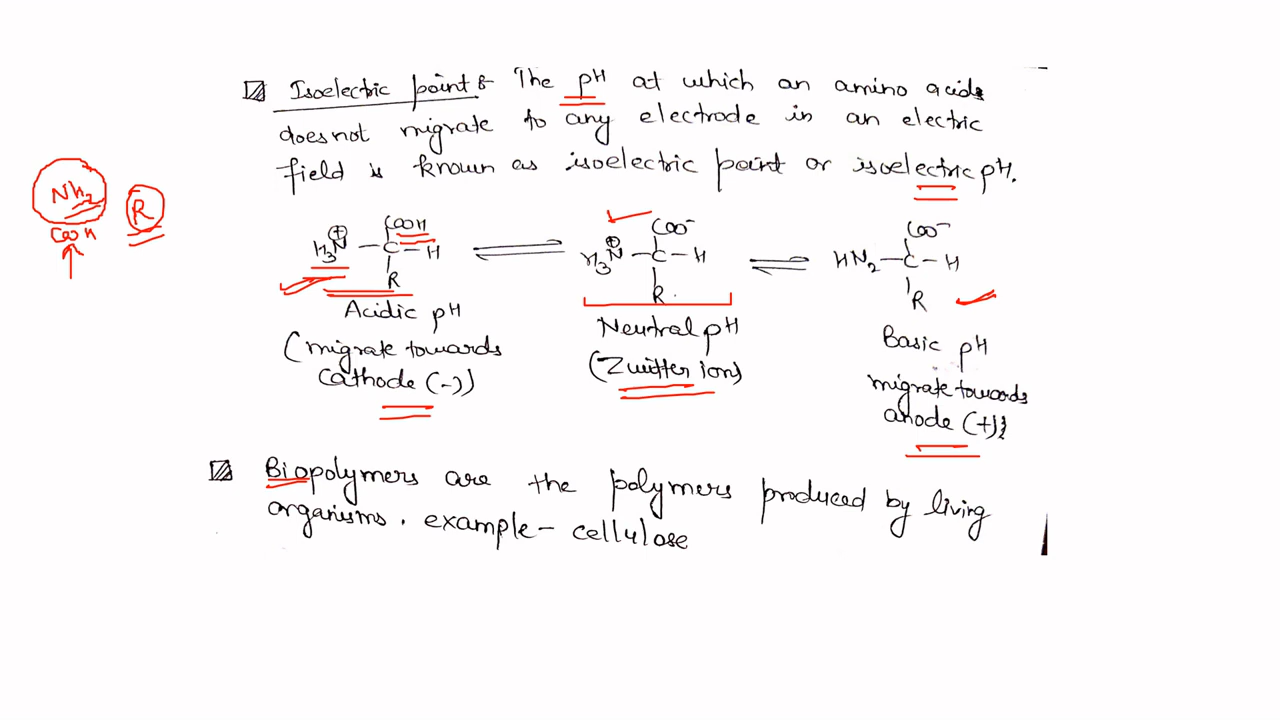 Isoelectric point :- The pH at which an amino acids
does not migrate to any electrode in an electric
field is known as isoelectric point or isoelectric pH.
NH2
R
COOH
COOH
H3N⊕ – C – H
R
Acidic pH
(migrate towards
cathode (-))
COO-
H3N⊕ – C – H
R
Neutral pH
(Zwitter ion)
COO-
HN2 – C – H
R
Basic pH
migrate towards
anode (+)
Biopolymers are the polymers produced by living
organisms. example - cellulose